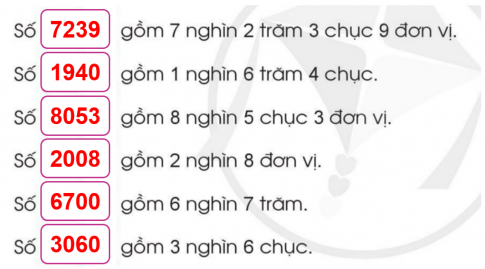 Số 7239 gồm 7 nghìn 2 trăm 3 chục 9 đơn vị.
Số 1940 gồm 1 nghìn 6 trăm 4 chục.
Số 8053 gồm 8 nghìn 5 chục 3 đơn vị.
Số 2008 gồm 2 nghìn 8 đơn vị.
Số 6700 gồm 6 nghìn 7 trăm.
Số 3060 gồm 3 nghìn 6 chục.